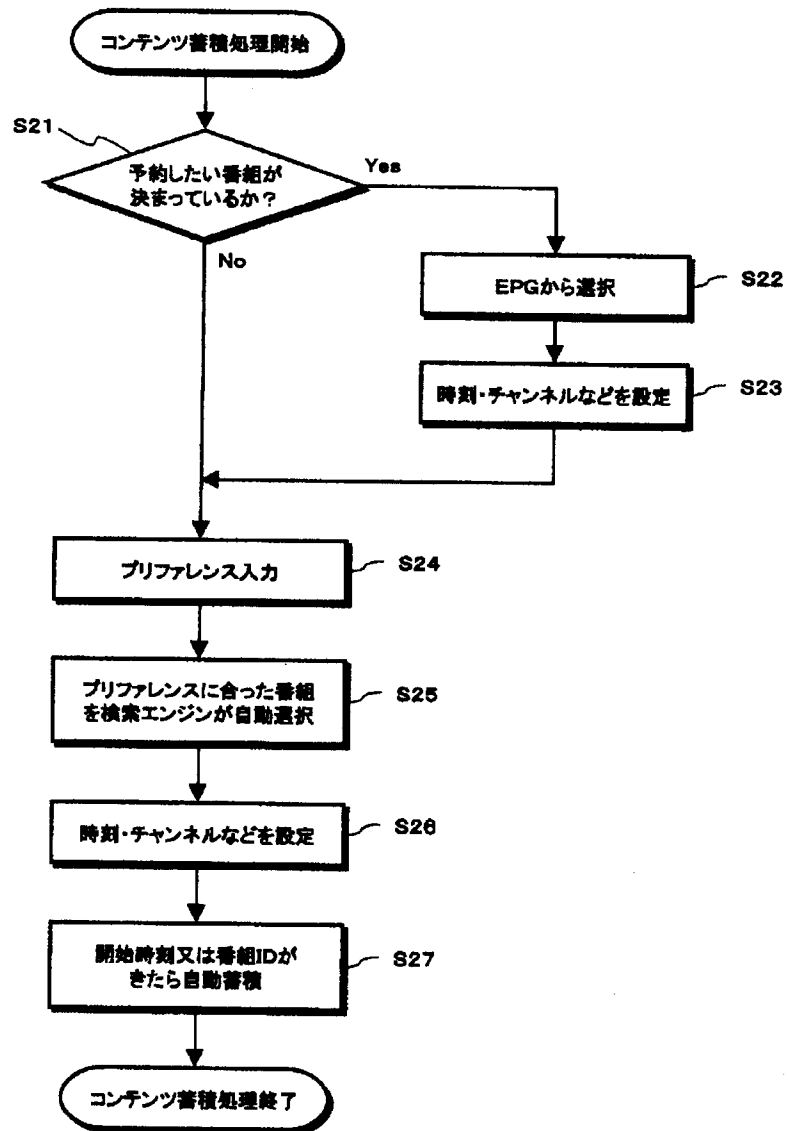 コンテンツ蓄積処理開始
S21
予約したい番組が
決まっているか？
Yes
No
EPGから選択
S22
時刻・チャンネルなどを設定
S23
プリファレンス入力
S24
プリファレンスに合った番組
を検索エンジンが自動選択
S25
時刻・チャンネルなどを設定
S26
開始時刻又は番組IDが
きたら自動蓄積
S27
コンテンツ蓄積処理終了